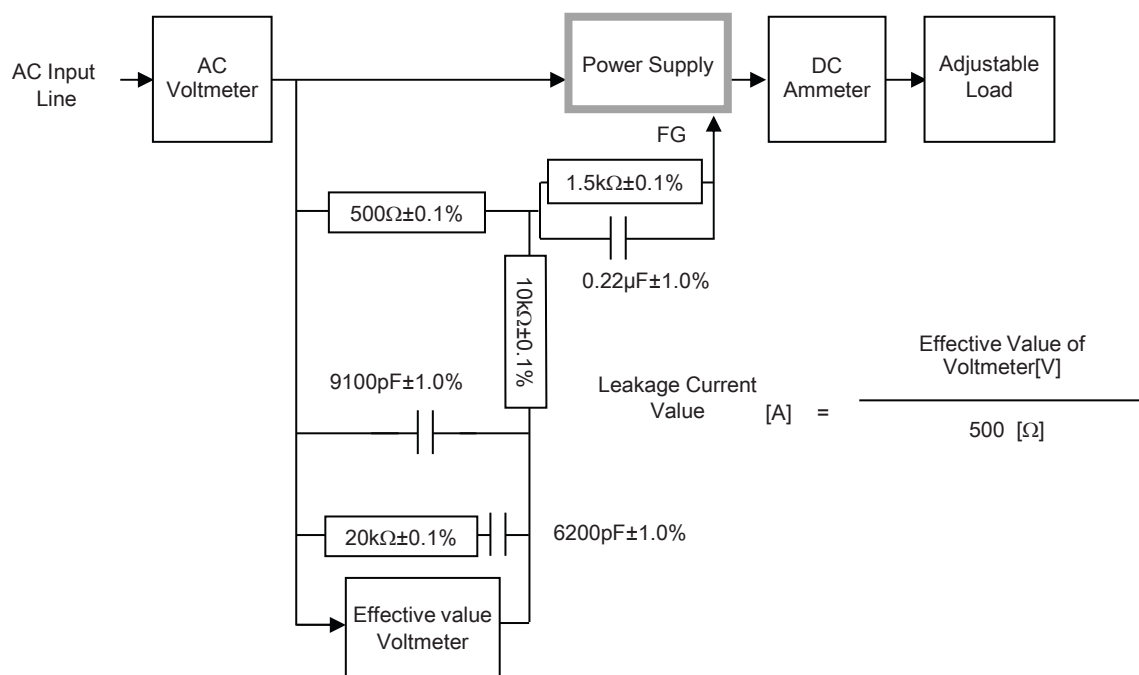 AC Input
Line
AC
Voltmeter
Power Supply
DC
Ammeter
Adjustable
Load
FG
1.5kΩ±0.1%
500Ω±0.1%
0.22µF±1.0%
10kΩ±0.1%
9100pF±1.0%
Leakage Current
Value
[A] =
Effective Value of
Voltmeter[V]
500 [Ω]
20kΩ±0.1%
6200pF±1.0%
Effective value
Voltmeter